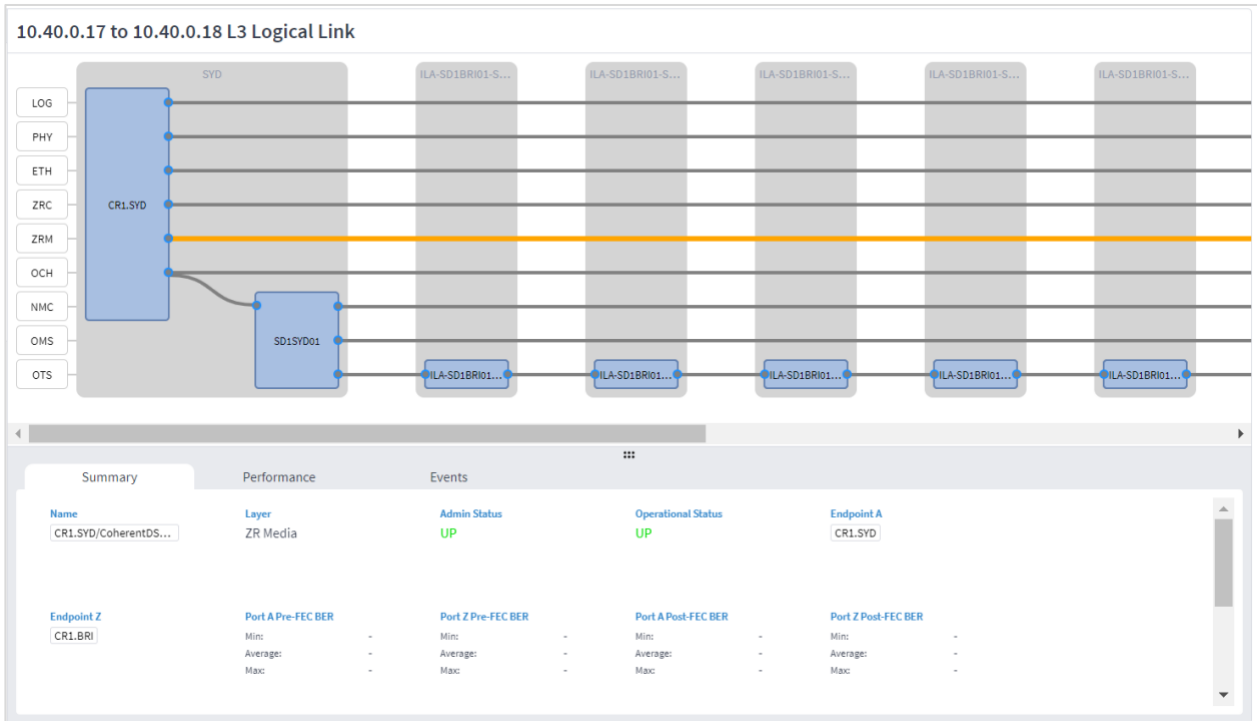 10.40.0.17 to 10.40.0.18 L3 Logical Link
SYD
ILA-SD1BRI01-S...
ILA-SD1BRI01-S...
ILA-SD1BRI01-S...
ILA-SD1BRI01-S...
ILA-SD1BRI01-S...
LOG
PHY
ETH
ZRC
CR1.SYD
ZRM
OCH
NMC
OMS
SD1SYD01
OTS
ILA-SD1BRI01...
ILA-SD1BRI01...
ILA-SD1BRI01...
ILA-SD1BRI01...
ILA-SD1BRI01...
Summary
Performance
Events
Name
Layer
Admin Status
Operational Status
Endpoint A
CR1.SYD/CoherentDS...
ZR Media
UP
UP
CR1.SYD
Endpoint Z
Port A Pre-FEC BER
Port Z Pre-FEC BER
Port A Post-FEC BER
Port Z Post-FEC BER
CR1.BRI
Min: -
Min: -
Min: -
Min: -
Average: -
Average: -
Average: -
Average: -
Max: -
Max: -
Max: -
Max: -